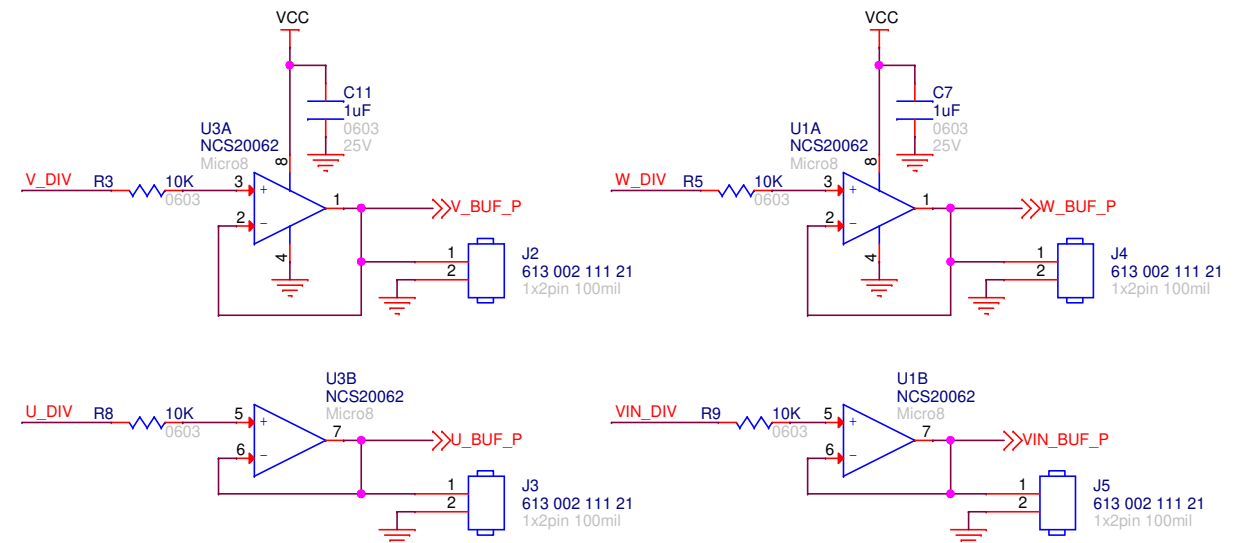 VCC
C11
1uF
0603
25V
U3A
NCS20062
Micro8
8
V_DIV
R3
10K
0603
3
+
2
−
1
4
V_BUF_P
1
2
J2
613 002 111 21
1x2pin 100mil
VCC
C7
1uF
0603
25V
U1A
NCS20062
Micro8
8
W_DIV
R5
10K
0603
3
+
2
−
1
4
W_BUF_P
1
2
J4
613 002 111 21
1x2pin 100mil
U3B
NCS20062
Micro8
U_DIV
R8
10K
0603
5
+
6
−
7
U_BUF_P
1
2
J3
613 002 111 21
1x2pin 100mil
U1B
NCS20062
Micro8
VIN_DIV
R9
10K
0603
5
+
6
−
7
VIN_BUF_P
1
2
J5
613 002 111 21
1x2pin 100mil